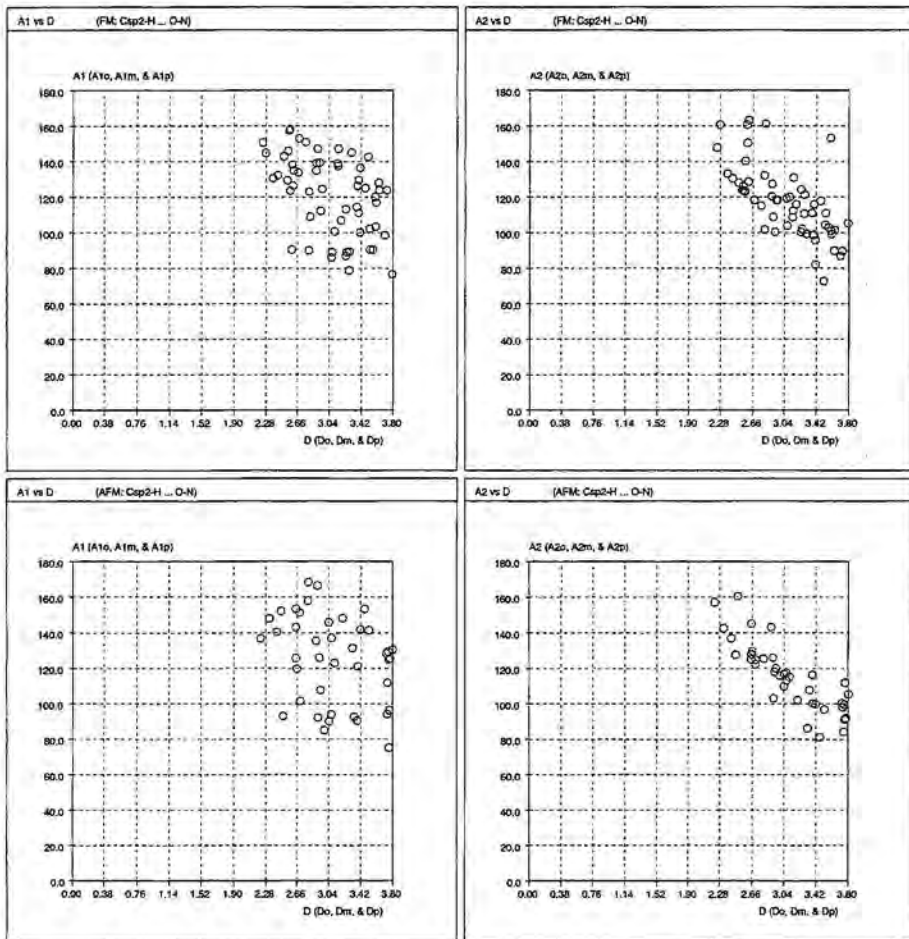 A1 vs D (FM: Csp2-H ... O-N)
A1 (A1o, A1m, & A1p)
180.0
160.0
140.0
120.0
100.0
80.0
60.0
40.0
20.0
0.0
0.00 0.38 0.76 1.14 1.52 1.90 2.28 2.66 3.04 3.42 3.80
D (Do, Dm, & Dp)
A2 vs D (FM: Csp2-H ... O-N)
A2 (A2o, A2m, & A2p)
180.0
160.0
140.0
120.0
100.0
80.0
60.0
40.0
20.0
0.0
0.00 0.38 0.76 1.14 1.52 1.90 2.28 2.66 3.04 3.42 3.80
D (Do, Dm & Dp)
A1 vs D (AFM: Csp2-H ... O-N)
A1 (A1o, A1m, & A1p)
180.0
160.0
140.0
120.0
100.0
80.0
60.0
40.0
20.0
0.0
0.00 0.38 0.76 1.14 1.52 1.90 2.28 2.66 3.04 3.42 3.80
D (Do, Dm, & Dp)
A2 vs D (AFM: Csp2-H ... O-N)
A2 (A2o, A2m, & A2p)
180.0
160.0
140.0
120.0
100.0
80.0
60.0
40.0
20.0
0.0
0.00 0.38 0.76 1.14 1.52 1.90 2.28 2.66 3.04 3.42 3.80
D (Do, Dm, & Dp)